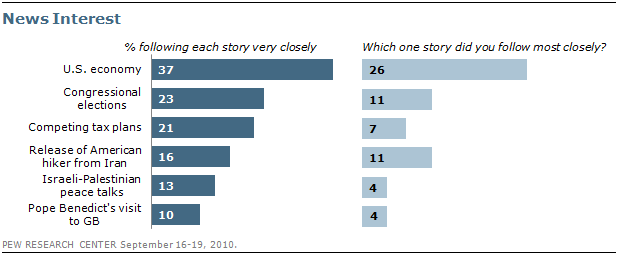 News Interest
% following each story very closely
Which one story did you follow most closely?
U.S. economy 37 26
Congressional
elections 23 11
Competing tax plans 21 7
Release of American
hiker from Iran 16 11
Israeli-Palestinian
peace talks 13 4
Pope Benedict's visit
to GB 10 4
PEW RESEARCH CENTER September 16-19, 2010.